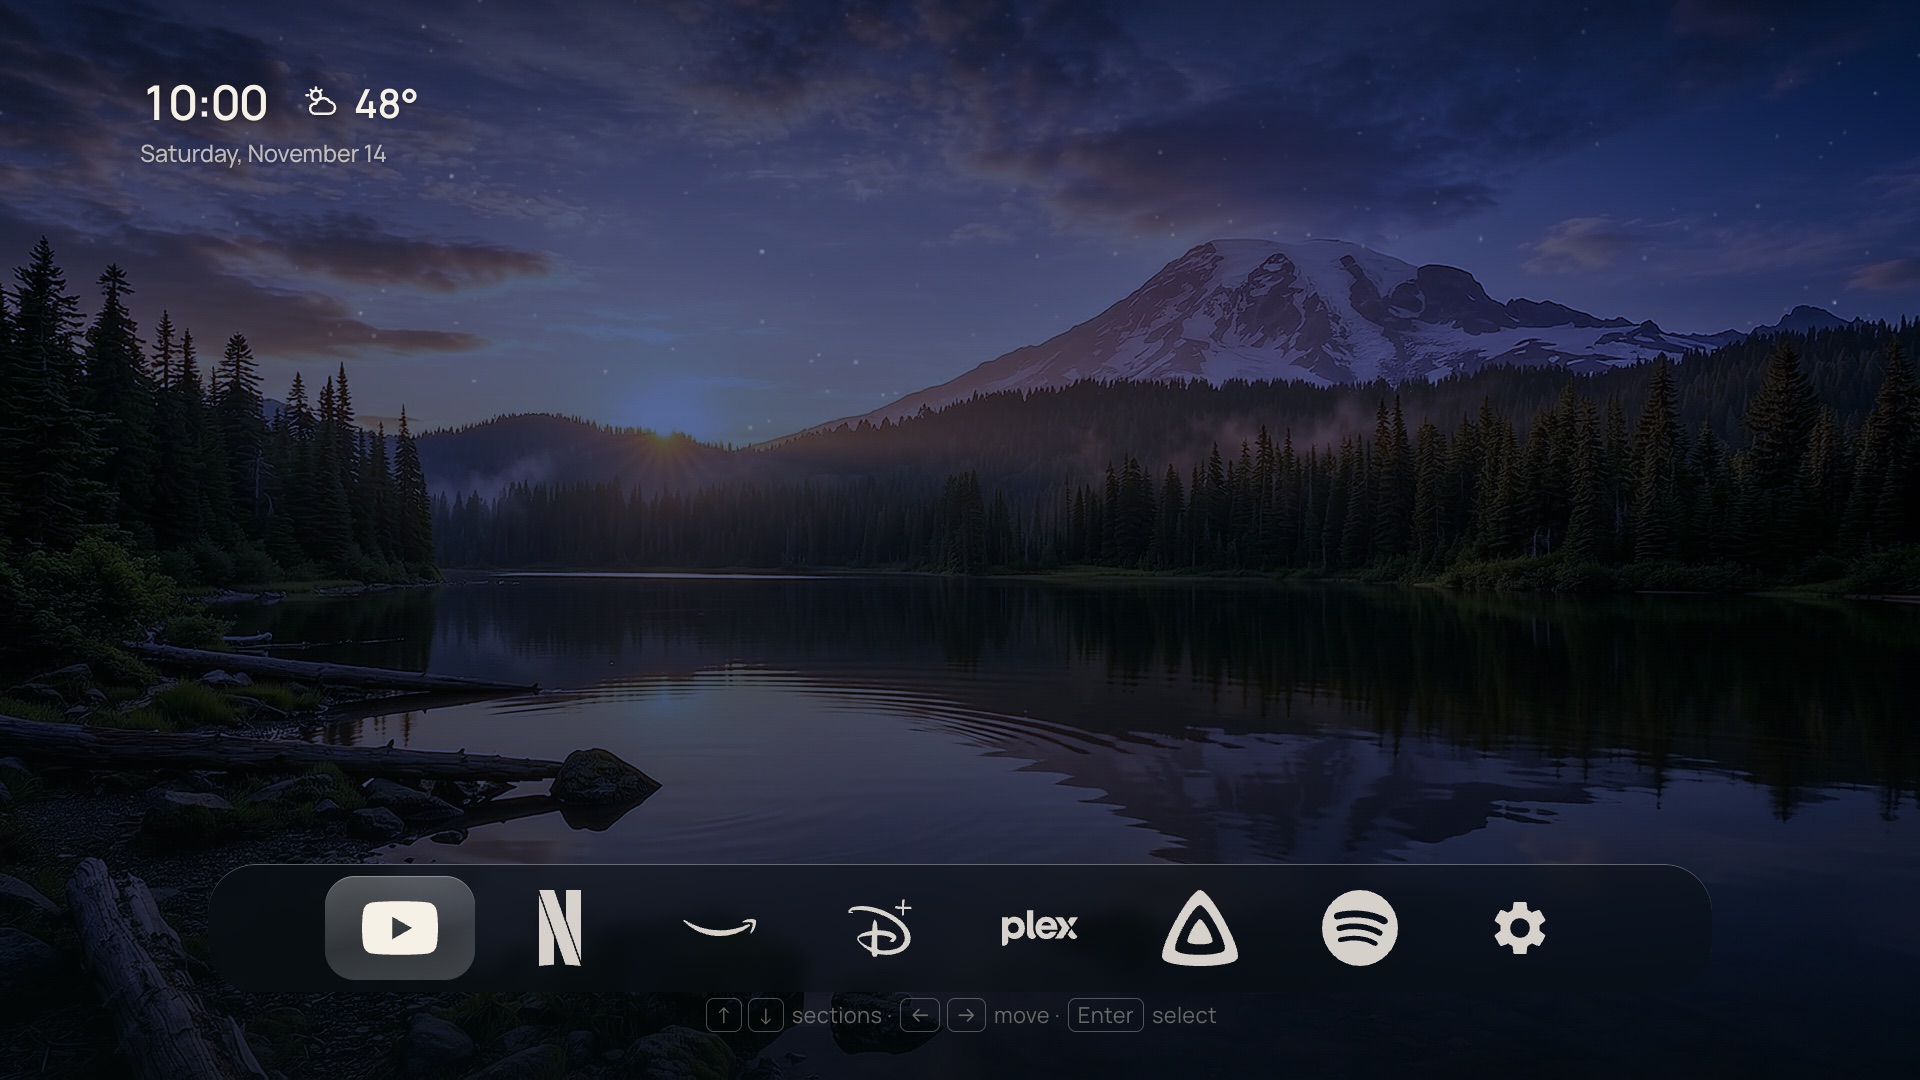 10:00 48°
Saturday, November 14
plex
↑ ↓ sections · ← → move · Enter select